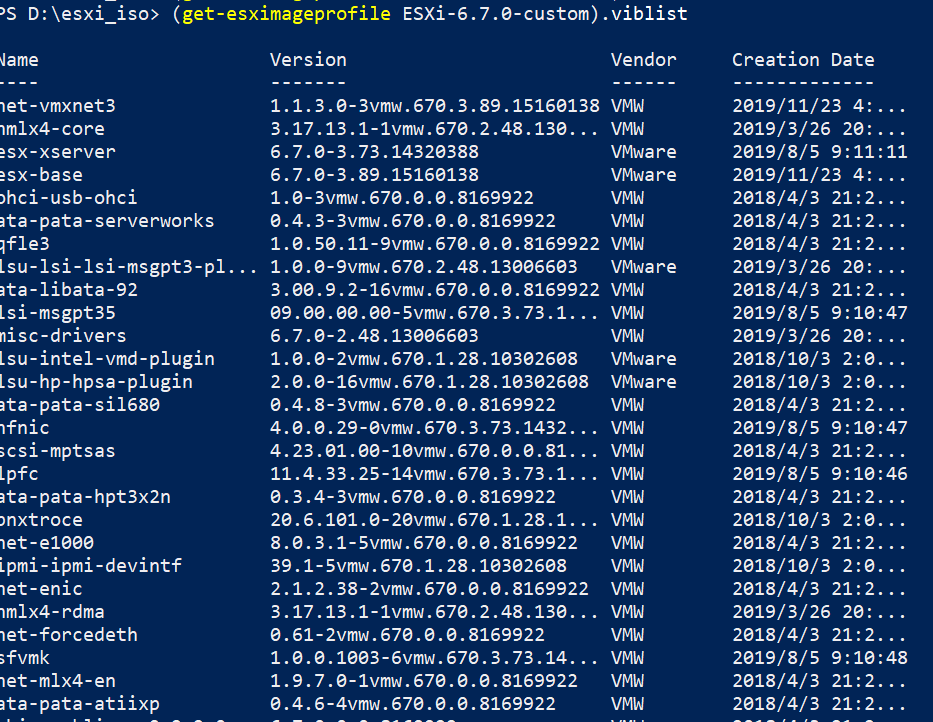 PS D:\esxi_iso> (get-esximageprofile ESXi-6.7.0-custom).viblist
Name Version Vendor Creation Date
---- ------- ------ -------------
net-vmxnet3 1.1.3.0-3vmw.670.3.89.15160138 VMW 2019/11/23 4:...
nmlx4-core 3.17.13.1-1vmw.670.2.48.130... VMW 2019/3/26 20:...
esx-xserver 6.7.0-3.73.14320388 VMware 2019/8/5 9:11:11
esx-base 6.7.0-3.89.15160138 VMware 2019/11/23 4:...
ohci-usb-ohci 1.0-3vmw.670.0.0.8169922 VMW 2018/4/3 21:2...
ata-pata-serverworks 0.4.3-3vmw.670.0.0.8169922 VMW 2018/4/3 21:2...
qfle3 1.0.50.11-9vmw.670.0.0.8169922 VMW 2018/4/3 21:2...
lsu-lsi-lsi-msgpt3-pl... 1.0.0-9vmw.670.2.48.13006603 VMware 2019/3/26 20:...
ata-libata-92 3.00.9.2-16vmw.670.0.0.8169922 VMW 2018/4/3 21:2...
lsi-msgpt35 09.00.00.00-5vmw.670.3.73.1... VMW 2019/8/5 9:10:47
misc-drivers 6.7.0-2.48.13006603 VMW 2019/3/26 20:...
lsu-intel-vmd-plugin 1.0.0-2vmw.670.1.28.10302608 VMware 2018/10/3 2:0...
lsu-hp-hpsa-plugin 2.0.0-16vmw.670.1.28.10302608 VMware 2018/10/3 2:0...
ata-pata-sil680 0.4.8-3vmw.670.0.0.8169922 VMW 2018/4/3 21:2...
nfnic 4.0.0.29-0vmw.670.3.73.1432... VMW 2019/8/5 9:10:47
scsi-mptsas 4.23.01.00-10vmw.670.0.0.81... VMW 2018/4/3 21:2...
lpfc 11.4.33.25-14vmw.670.3.73.1... VMW 2019/8/5 9:10:46
ata-pata-hpt3x2n 0.3.4-3vmw.670.0.0.8169922 VMW 2018/4/3 21:2...
bnxtroce 20.6.101.0-20vmw.670.1.28.1... VMW 2018/10/3 2:0...
net-e1000 8.0.3.1-5vmw.670.0.0.8169922 VMW 2018/4/3 21:2...
ipmi-ipmi-devintf 39.1-5vmw.670.1.28.10302608 VMW 2018/10/3 2:0...
net-enic 2.1.2.38-2vmw.670.0.0.8169922 VMW 2018/4/3 21:2...
nmlx4-rdma 3.17.13.1-1vmw.670.2.48.130... VMW 2019/3/26 20:...
net-forcedeth 0.61-2vmw.670.0.0.8169922 VMW 2018/4/3 21:2...
sfvmk 1.0.0.1003-6vmw.670.3.73.14... VMW 2019/8/5 9:10:48
net-mlx4-en 1.9.7.0-1vmw.670.0.0.8169922 VMW 2018/4/3 21:2...
ata-pata-atiixp 0.4.6-4vmw.670.0.0.8169922 VMW 2018/4/3 21:2...